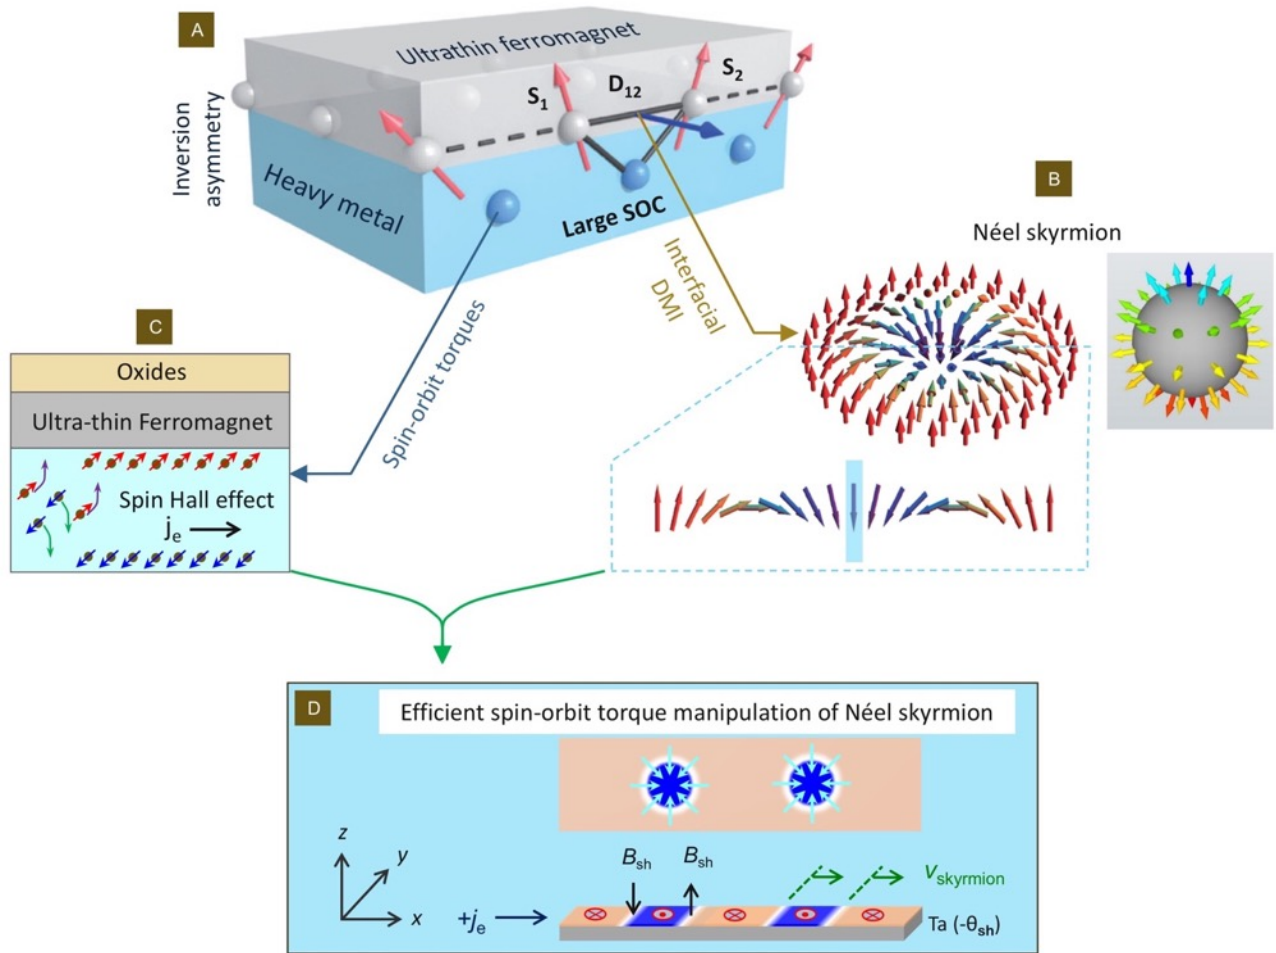 A
Ultrathin ferromagnet
S1
D12
S2
Inversion
asymmetry
Heavy metal
Large SOC
Interfacial
DMI
Spin-orbit torques
B
Néel skyrmion
C
Oxides
Ultra-thin Ferromagnet
Spin Hall effect
je
D
Efficient spin-orbit torque manipulation of Néel skyrmion
z
y
x
Bsh
Bsh
vskyrmion
+je
Ta (-θsh)